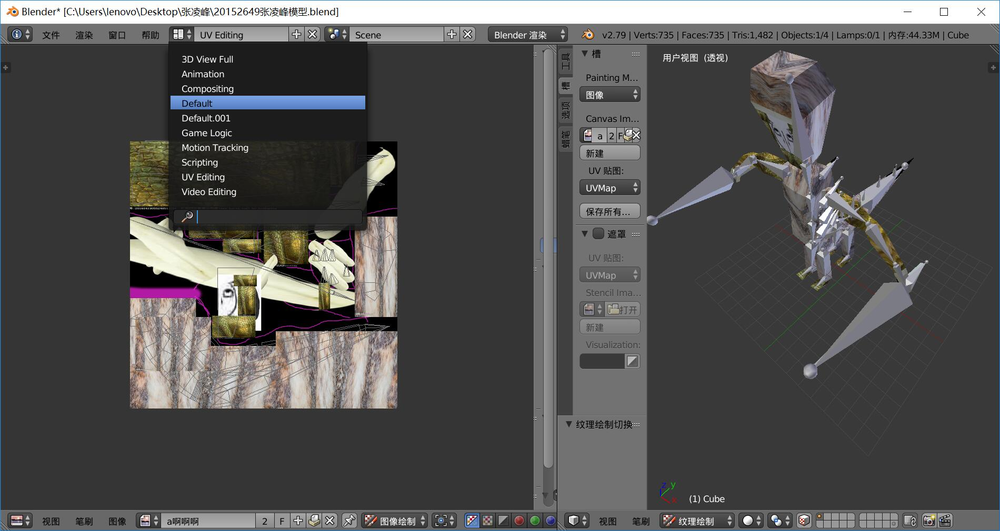 Blender* [C:\Users\lenovo\Desktop\张凌峰\20152649张凌峰模型.blend]
文件 渲染 窗口 帮助 UV Editing Scene Blender 渲染 v2.79 | Verts:735 | Faces:735 | Tris:1,482 | Objects:1/4 | Lamps:0/1 | 内存:44.33M | Cube
3D View Full
Animation
Compositing
Default
Default.001
Game Logic
Motion Tracking
Scripting
UV Editing
Video Editing
工具
槽
选项
蜡笔
槽
Painting M...
图像
Canvas Im...
a 2 F
新建
UV 贴图:
UVMap
保存所有...
遮罩
UV 贴图:
UVMap
Stencil Ima...
打开
新建
Visualization:
纹理绘制切换
用户视图 (透视)
z y
x
(1) Cube
视图 笔刷 图像 a啊啊啊 2 F 图像绘制
视图 笔刷 纹理绘制